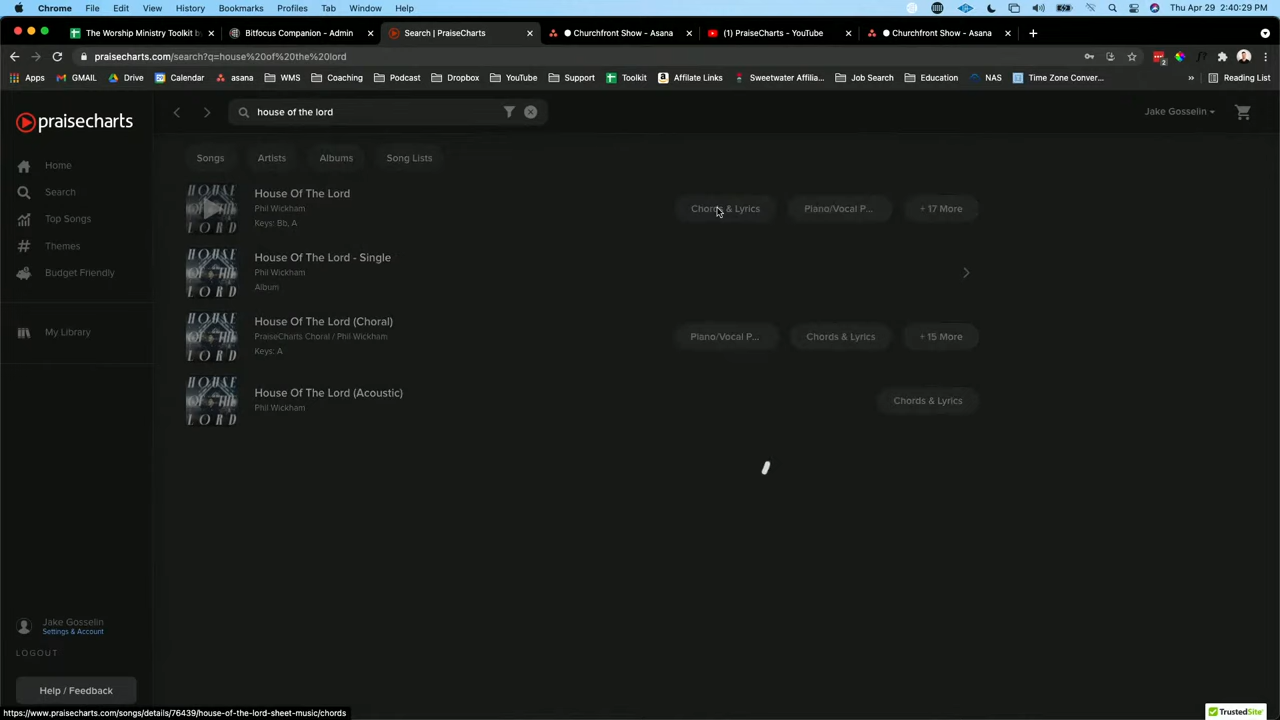 Chrome File Edit View History Bookmarks Profiles Tab Window Help Thu Apr 29 2:40:29 PM
The Worship Ministry Toolkit by Bitfocus Companion - Admin Search | PraiseCharts Churchfront Show - Asana (1) PraiseCharts - YouTube Churchfront Show - Asana
praisecharts.com/search?q=house%20of%20the%20lord
Apps GMAIL Drive Calendar asana WMS Coaching Podcast Dropbox YouTube Support Toolkit Affilate Links Sweetwater Affilia... Job Search Education NAS Time Zone Conver... » Reading List
praisecharts
house of the lord
Jake Gosselin
Home
Search
Top Songs
Themes
Budget Friendly
My Library
Songs Artists Albums Song Lists
House Of The Lord
Phil Wickham
Keys: Bb, A
Chords & Lyrics Piano/Vocal P... + 17 More
House Of The Lord - Single
Phil Wickham
Album
House Of The Lord (Choral)
PraiseCharts Choral / Phil Wickham
Keys: A
Piano/Vocal P... Chords & Lyrics + 15 More
House Of The Lord (Acoustic)
Phil Wickham
Chords & Lyrics
Jake Gosselin
Settings & Account
LOGOUT
Help / Feedback
https://www.praisecharts.com/songs/details/76439/house-of-the-lord-sheet-music/chords
TrustedSite